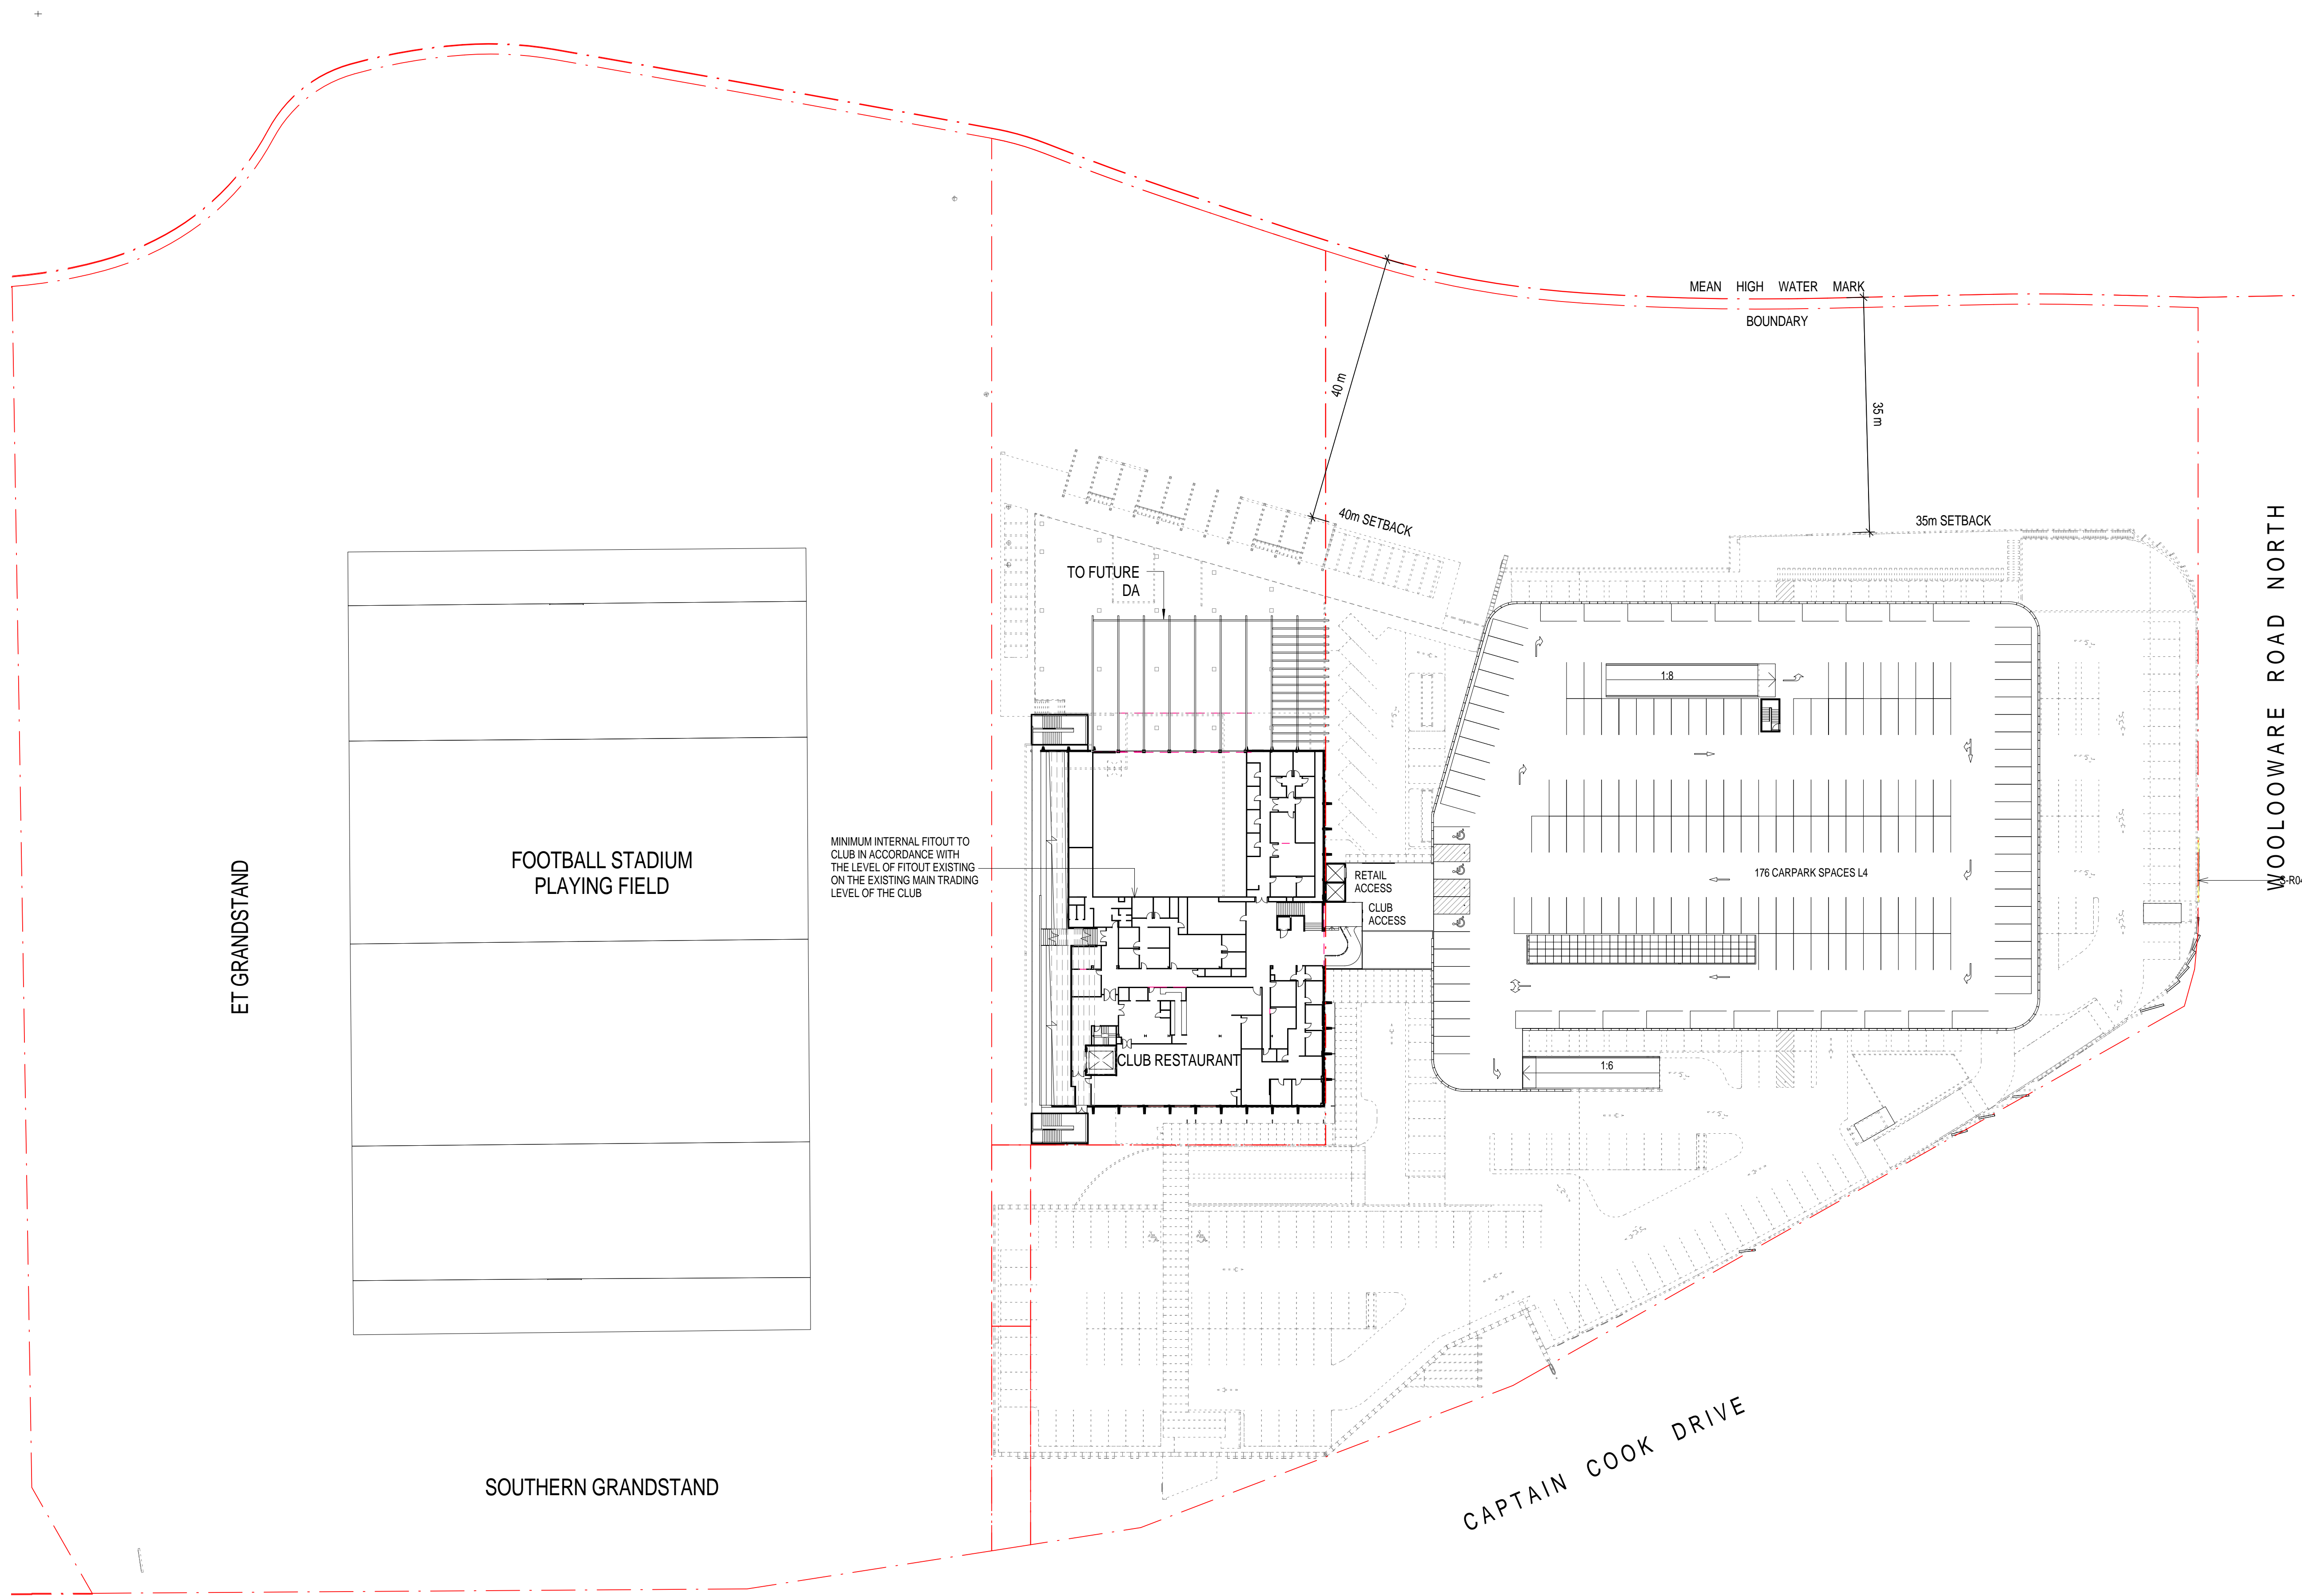 MEAN HIGH WATER MARK
BOUNDARY
40 m
35 m
40m SETBACK
35m SETBACK
WOOLOOWARE ROAD NORTH
TO FUTURE
DA
1:8
FOOTBALL STADIUM
PLAYING FIELD
ET GRANDSTAND
MINIMUM INTERNAL FITOUT TO
CLUB IN ACCORDANCE WITH
THE LEVEL OF FITOUT EXISTING
ON THE EXISTING MAIN TRADING
LEVEL OF THE CLUB
RETAIL
ACCESS
CLUB
ACCESS
176 CARPARK SPACES L4
CLUB RESTAURANT
1:6
SOUTHERN GRANDSTAND
CAPTAIN COOK DRIVE